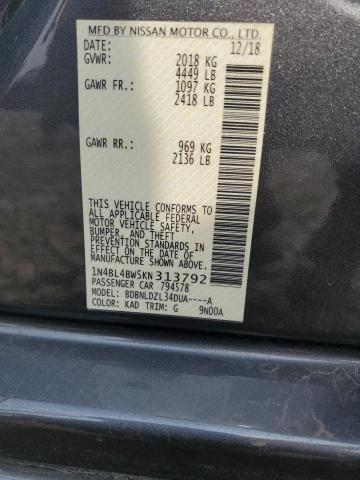 MFD BY NISSAN MOTOR CO., LTD.
DATE: 12/18
GVWR: 2018 KG
4449 LB
GAWR FR.: 1097 KG
2418 LB
GAWR RR.: 969 KG
2136 LB
THIS VEHICLE CONFORMS TO
ALL APPLICABLE FEDERAL
MOTOR VEHICLE SAFETY,
BUMPER, AND THEFT
PREVENTION STANDARDS IN
EFFECT ON THE DATE OF
MANUFACTURE SHOWN ABOVE.
1N4BL4BW5KN313792
PASSENGER CAR 794578
MODEL: BDBNLDZL34DUA----A
COLOR: KAD TRIM: G 9N00A